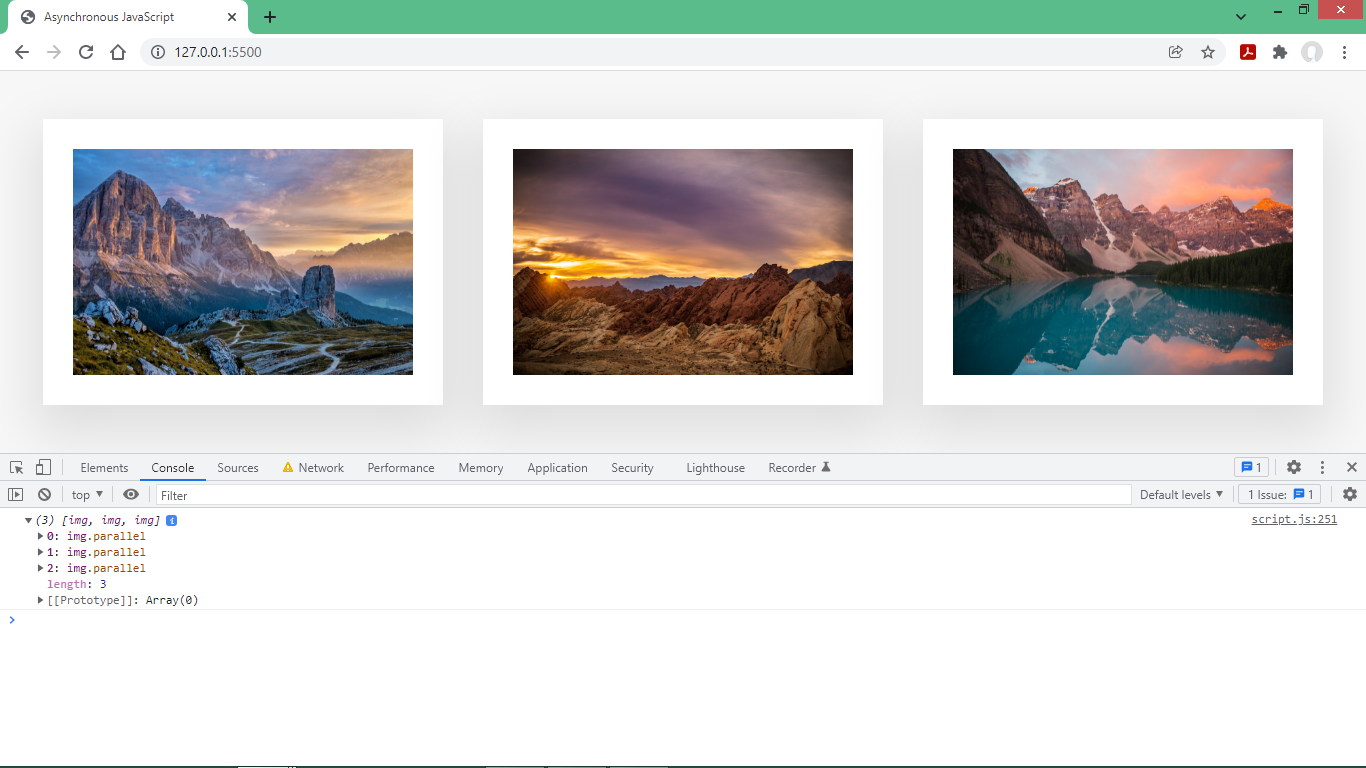 Asynchronous JavaScript
127.0.0.1:5500
Elements Console Sources Network Performance Memory Application Security Lighthouse Recorder 1
top Filter Default levels 1 Issue: 1
(3) [img, img, img] i script.js:251
0: img.parallel
1: img.parallel
2: img.parallel
length: 3
[[Prototype]]: Array(0)